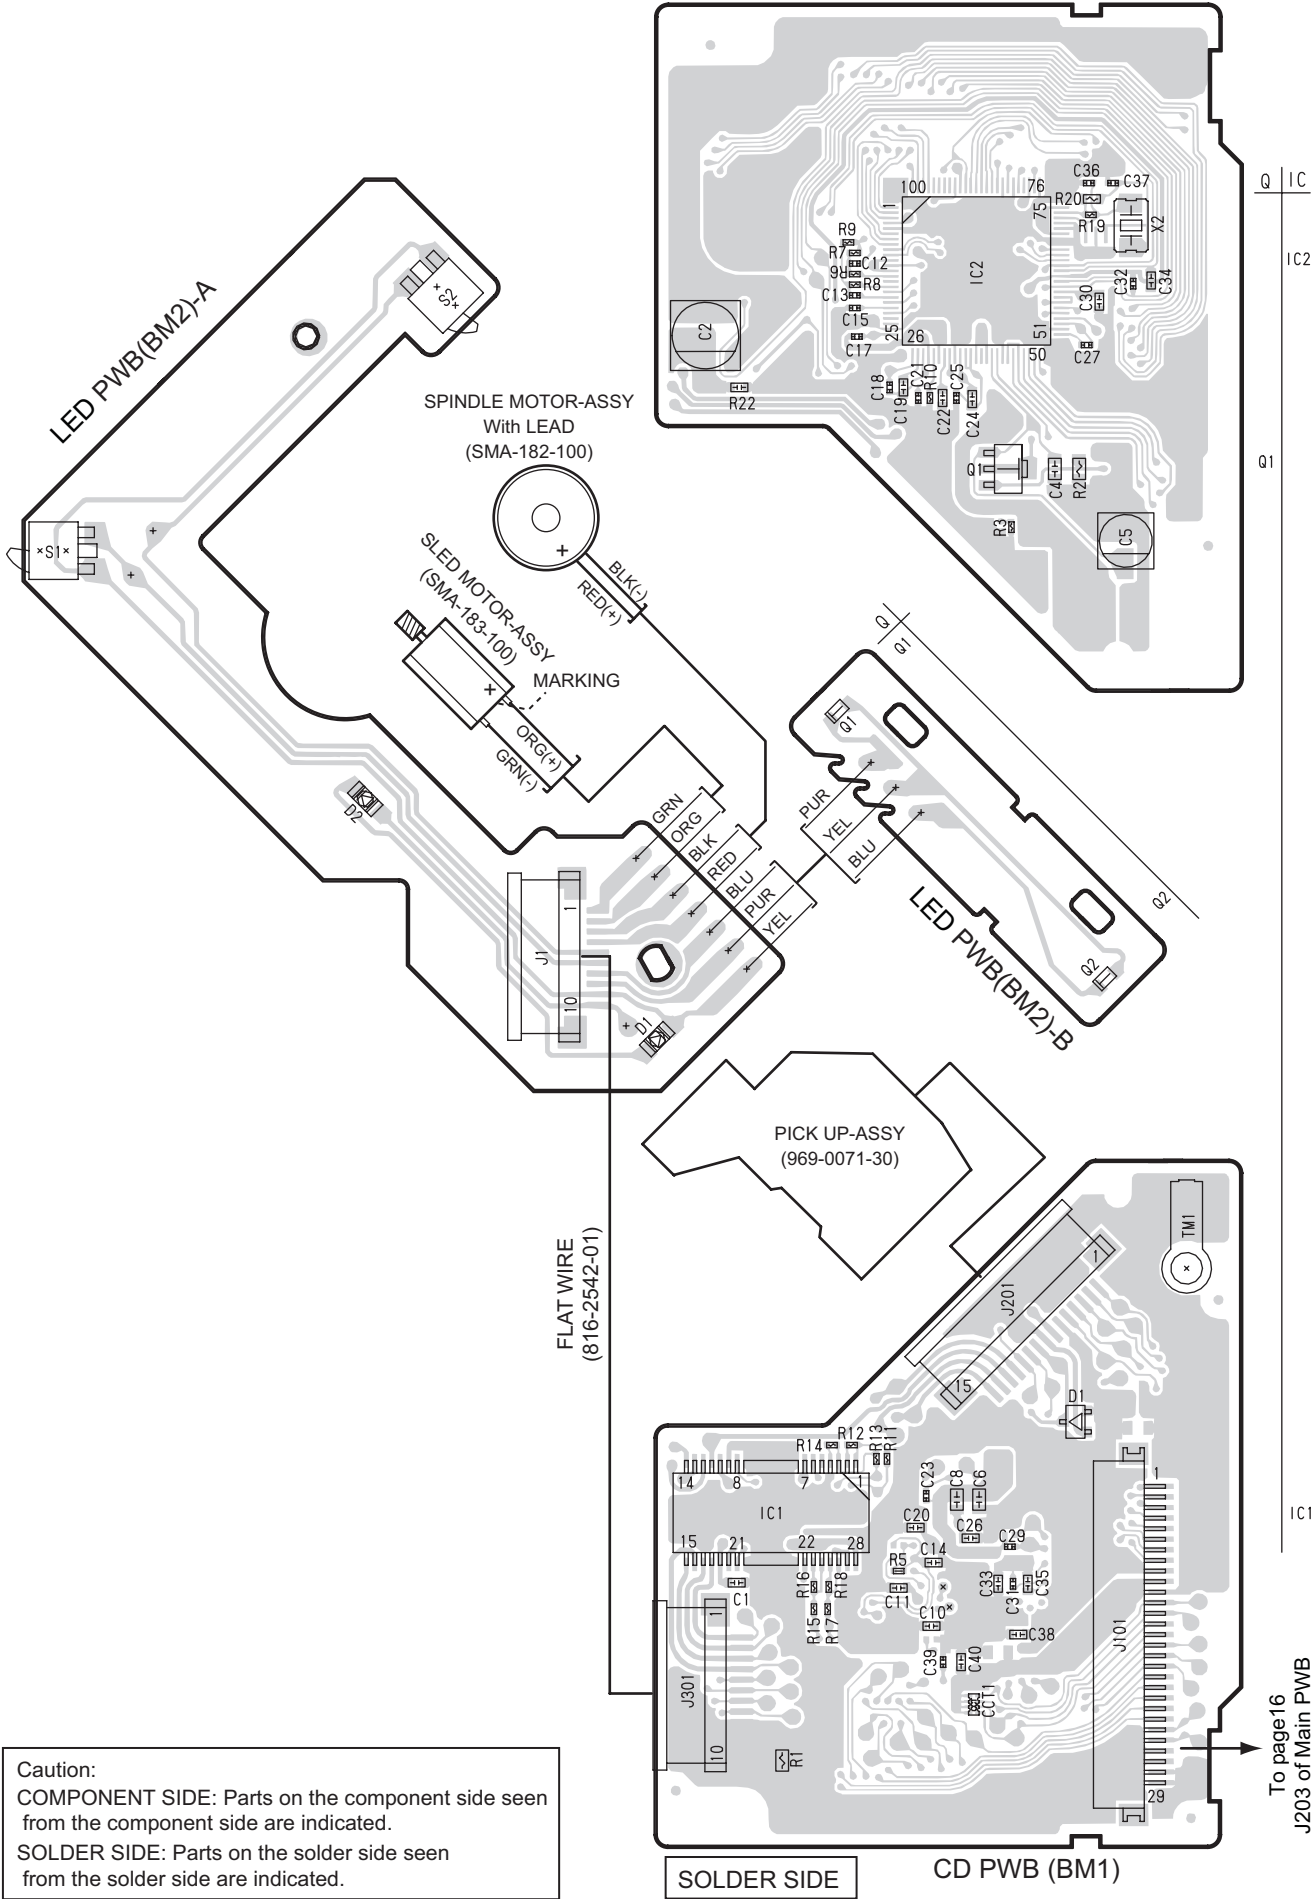 C36
C37
Q
IC
1
100
76
75
R20
R19
X2
R9
R7
C12
R6
R8
C13
C15
C17
IC2
IC2
C32
C34
C30
C2
25
26
51
50
C27
R22
C18
C19
C21
R10
C22
C25
C24
Q1
C4
R2
Q1
R3
C5
LED PWB(BM2)-A
S2
S1
SPINDLE MOTOR-ASSY
With LEAD
(SMA-182-100)
BLK(-)
RED(+)
SLED MOTOR-ASSY
(SMA-183-100)
MARKING
ORG(+)
GRN(-)
D2
GRN
ORG
BLK
RED
BLU
PUR
YEL
PUR
YEL
BLU
Q
Q1
Q1
Q2
Q2
LED PWB(BM2)-B
1
J1
10
D1
PICK UP-ASSY
(969-0071-30)
FLAT WIRE
(816-2542-01)
TM1
1
J201
15
D1
R14
R12
R13
R11
14
8
7
1
IC1
15
21
22
28
C23
C8
C6
C20
C26
C29
C14
R5
C11
C33
C31
C35
C10
C38
C39
C40
CCT1
C1
R16
R18
R15
R17
1
J301
10
R1
1
J101
29
IC1
To page16
J203 of Main PWB
Caution:
COMPONENT SIDE: Parts on the component side seen
from the component side are indicated.
SOLDER SIDE: Parts on the solder side seen
from the solder side are indicated.
SOLDER SIDE
CD PWB (BM1)